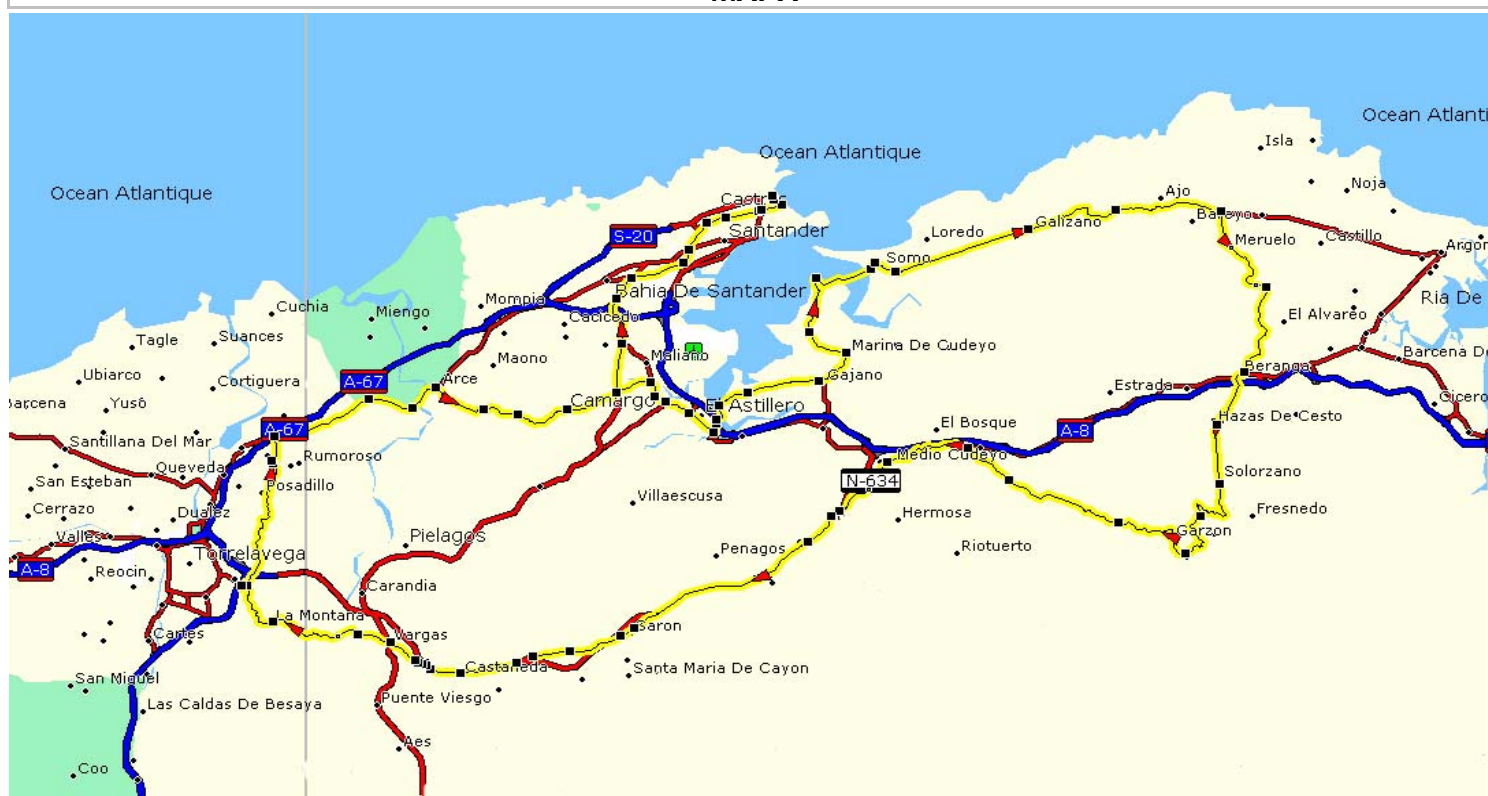 Ocean Atlanti
Isla
Ocean Atlantique
Noja
Ajo
Ocean Atlantique
Castros
Bareyo
Galizano
Santander
S-20
Loredo
Meruelo
Castillo
Argon
Somo
Bahia De Santander
Ria De
Cuchia
Mompia
Miengo
Cacicedo
El Alvareo
Suances
Tagle
Marina De Cudeyo
Maono
Maliano
Barcena De
Beranga
Ubiarco
Cortiguera
A-67
Arce
Gajano
Estrada
Cicero
Barcena
Yuso
Camargo
El Astillero
Hazas De Cesto
A-67
El Bosque
A-8
Santillana Del Mar
Rumoroso
Medio Cudeyo
Queveda
Solorzano
San Esteban
Posadillo
N-634
Villaescusa
Cerrazo
Dualez
Hermosa
Fresnedo
Valles
Pielagos
Garzon
Torrelavega
Penagos
Riotuerto
A-8
Reocin
Carandia
La Montana
Cartes
Vargas
Saron
Castaneda
Santa Maria De Cayon
San Miguel
Puente Viesgo
Las Caldas De Besaya
Aes
Coo